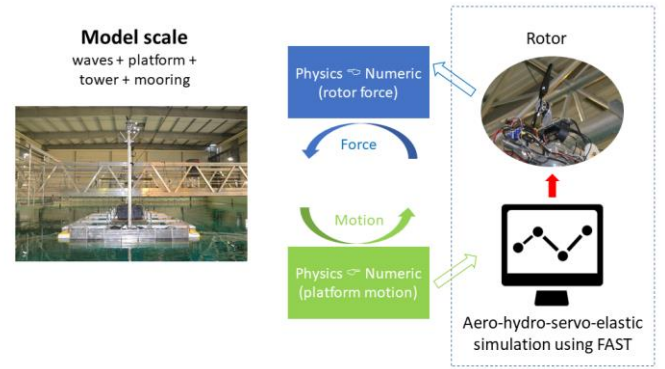 Model scale
waves + platform +
tower + mooring
Physics Numeric
(rotor force)
Force
Motion
Physics Numeric
(platform motion)
Rotor
Aero-hydro-servo-elastic
simulation using FAST